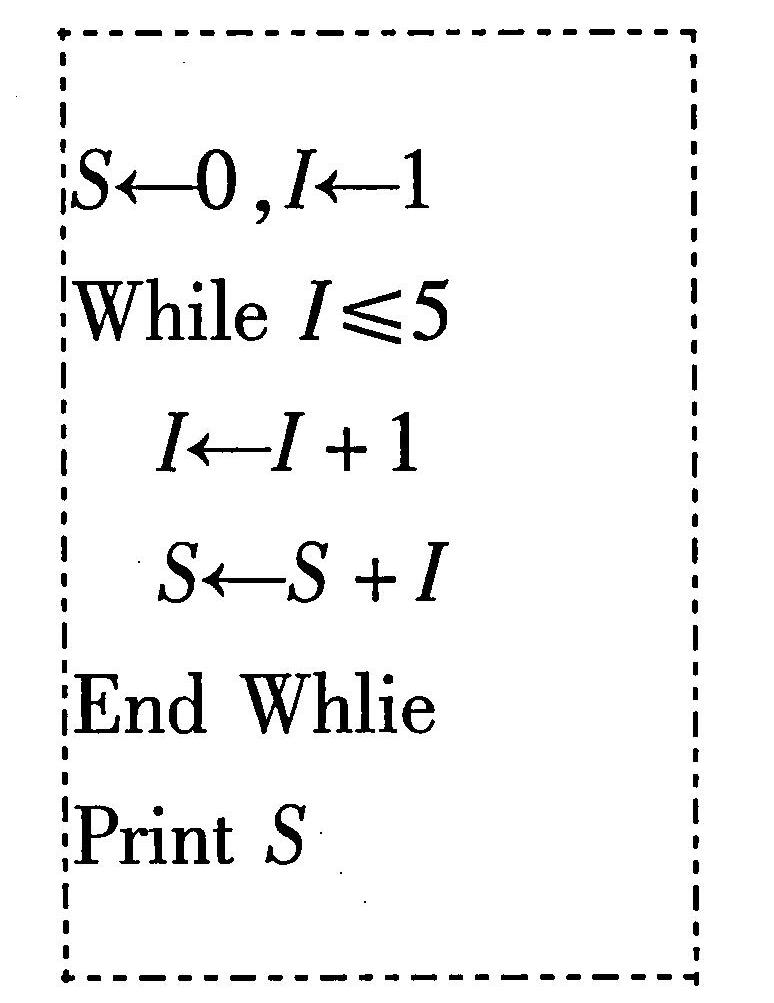 S←0,I←1
While I≤5
I←I+1
S←S+I
End Whlie
Print S